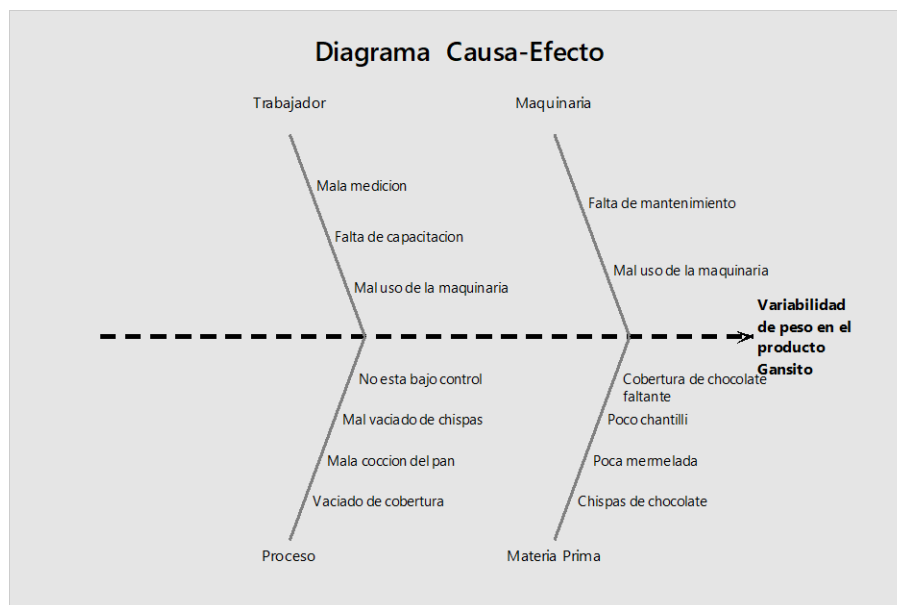 Diagrama Causa-Efecto
Trabajador
Maquinaria
Mala medicion
Falta de mantenimiento
Falta de capacitacion
Mal uso de la maquinaria
Mal uso de la maquinaria
Variabilidad
de peso en el
producto
Gansito
No esta bajo control
Cobertura de chocolate
faltante
Mal vaciado de chispas
Poco chantilli
Mala coccion del pan
Poca mermelada
Vaciado de cobertura
Chispas de chocolate
Proceso
Materia Prima